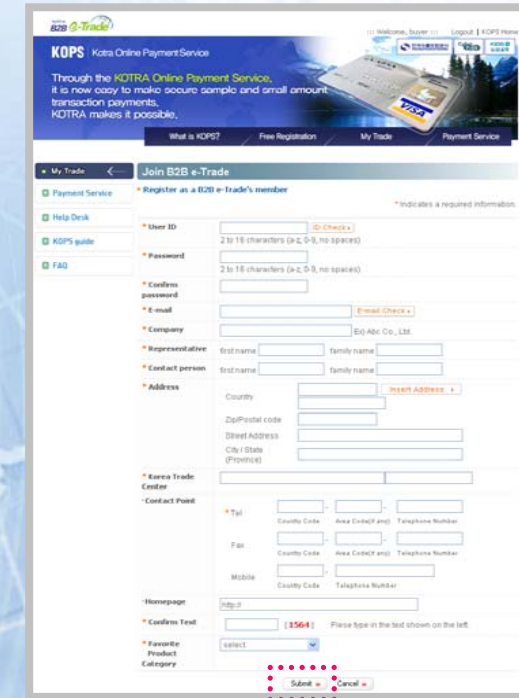 B2B e-Trade
::: Welcome, buyer ::: Logout | KOPS Home
KOPS Kotra Online Payment Service
Through the KOTRA Online Payment Service,
it is now easy to make secure sample and small amount
transaction payments,
KOTRA makes it possible,
VISA
What is KOPS? Free Registration My Trade Payment Service
My Trade
Payment Service
Help Desk
KOPS guide
FAQ
Join B2B e-Trade
* Register as a B2B e-Trade's member
* Indicates a required information.
* User ID
ID Check
2 to 16 characters (a-z, 0-9, no spaces)
* Password
2 to 16 characters (a-z, 0-9, no spaces)
* Confirm
password
* E-mail
E-mail Check
* Company
Ex) Abc Co., Ltd.
* Representative first name family name
* Contact person first name family name
* Address
Country
Insert Address
Zip/Postal code
Street Address
City / State
(Province)
* Korea Trade
Center
·Contact Point
* Tel
- -
Country Code Area Code(if any) Telephone Number
Fax
- -
Country Code Area Code(if any) Telephone Number
Mobile
-
Country Code Telephone Number
·Homepage http://
* Confirm Text [1564] Plese type in the text shown on the left.
* Favorite
Product
Category
select
Submit Cancel